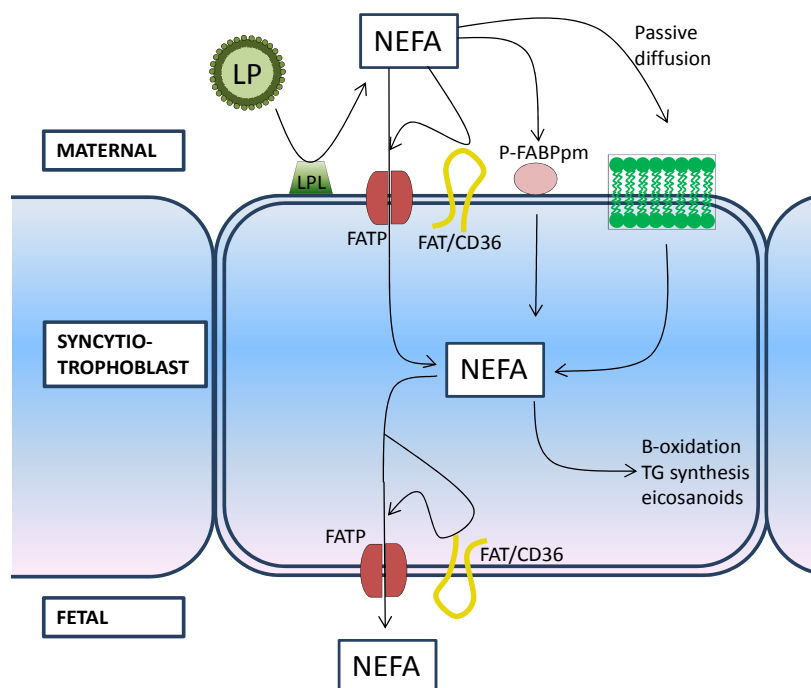 NEFA
Passive
diffusion
LP
MATERNAL
P-FABPpm
LPL
FATP
FAT/CD36
SYNCYTIO-
TROPHOBLAST
NEFA
B-oxidation
TG synthesis
eicosanoids
FATP
FAT/CD36
FETAL
NEFA